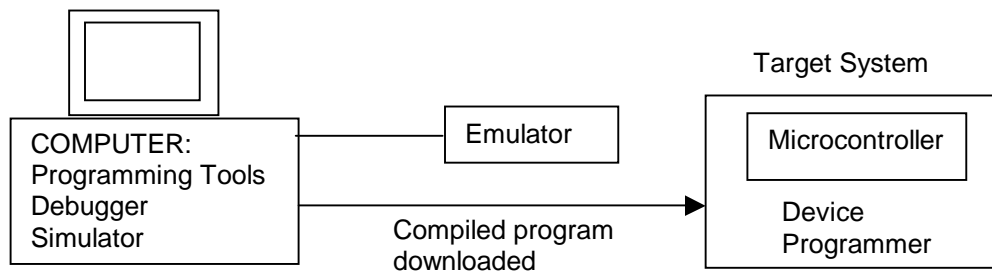 COMPUTER:
Programming Tools
Debugger
Simulator
Emulator
Compiled program
downloaded
Target System
Microcontroller
Device
Programmer